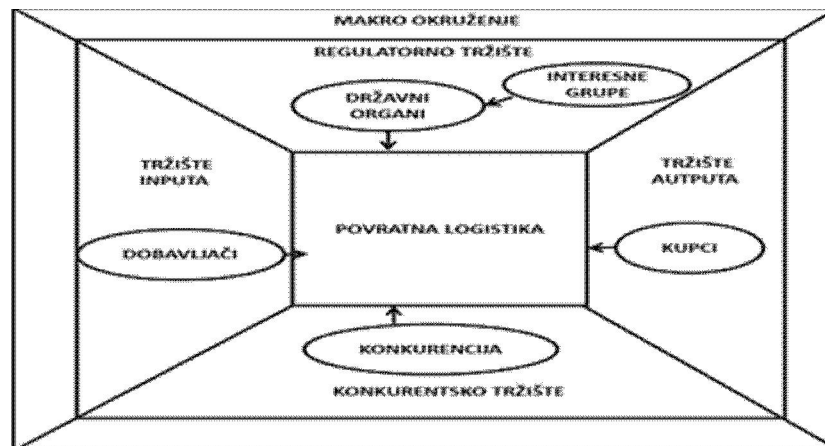 MAKRO OKRUŽENJE
REGULATORNO TRŽIŠTE
INTERESNE
GRUPE
DRŽAVNI
ORGANI
TRŽIŠTE
INPUTA
TRŽIŠTE
AUTPUTA
POVRATNA LOGISTIKA
DOBAVLJAČI
KUPCI
KONKURENCIJA
KONKURENTSKO TRŽIŠTE